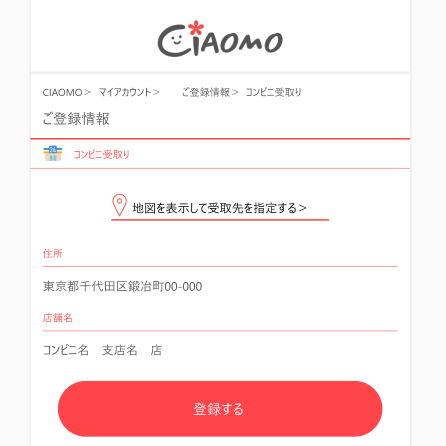 CIAOMO
CIAOMO＞ マイアカウント＞ ご登録情報＞ コンビニ受取り
ご登録情報
コンビニ受取り
地図を表示して受取先を指定する＞
住所
東京都千代田区鍛冶町00-000
店舗名
コンビニ名 支店名 店
登録する